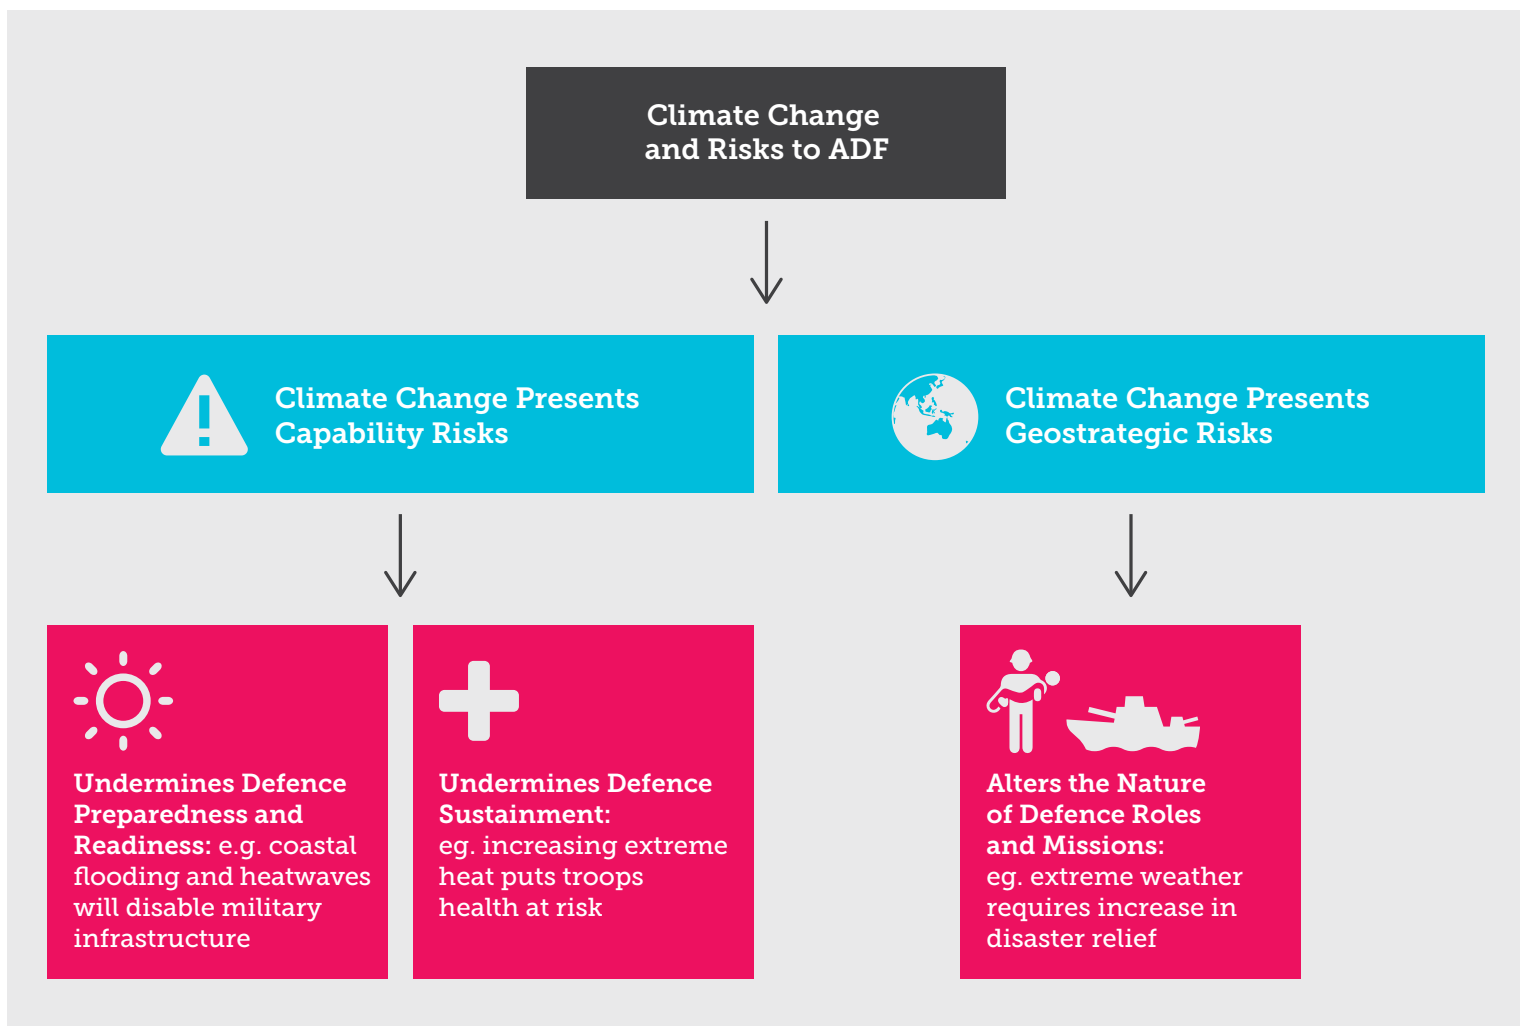 Climate Change
and Risks to ADF
Climate Change Presents
Capability Risks
Climate Change Presents
Geostrategic Risks
Undermines Defence
Preparedness and
Readiness: e.g. coastal
flooding and heatwaves
will disable military
infrastructure
Undermines Defence
Sustainment:
eg. increasing extreme
heat puts troops
health at risk
Alters the Nature
of Defence Roles
and Missions:
eg. extreme weather
requires increase in
disaster relief